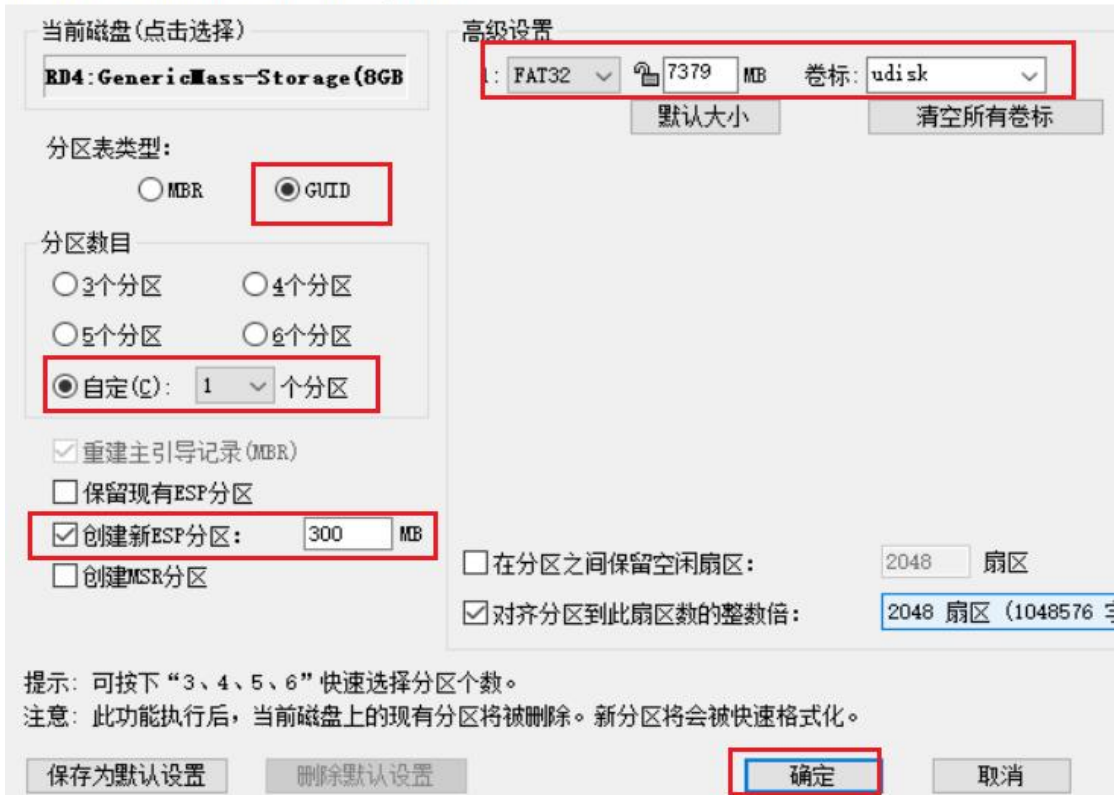 当前磁盘(点击选择)
RD4:GenericMass-Storage(8GB
分区表类型:
MBR GUID
分区数目
3个分区 4个分区
5个分区 6个分区
自定(C): 1 个分区
重建主引导记录(MBR)
保留现有ESP分区
创建新ESP分区: 300 MB
创建MSR分区
高级设置
1: FAT32 7379 MB 卷标: udisk
默认大小 清空所有卷标
在分区之间保留空闲扇区: 2048 扇区
对齐分区到此扇区数的整数倍: 2048 扇区 (1048576
提示: 可按下“3、4、5、6”快速选择分区个数。
注意: 此功能执行后, 当前磁盘上的现有分区将被删除。新分区将会被快速格式化。
保存为默认设置 删除默认设置 确定 取消